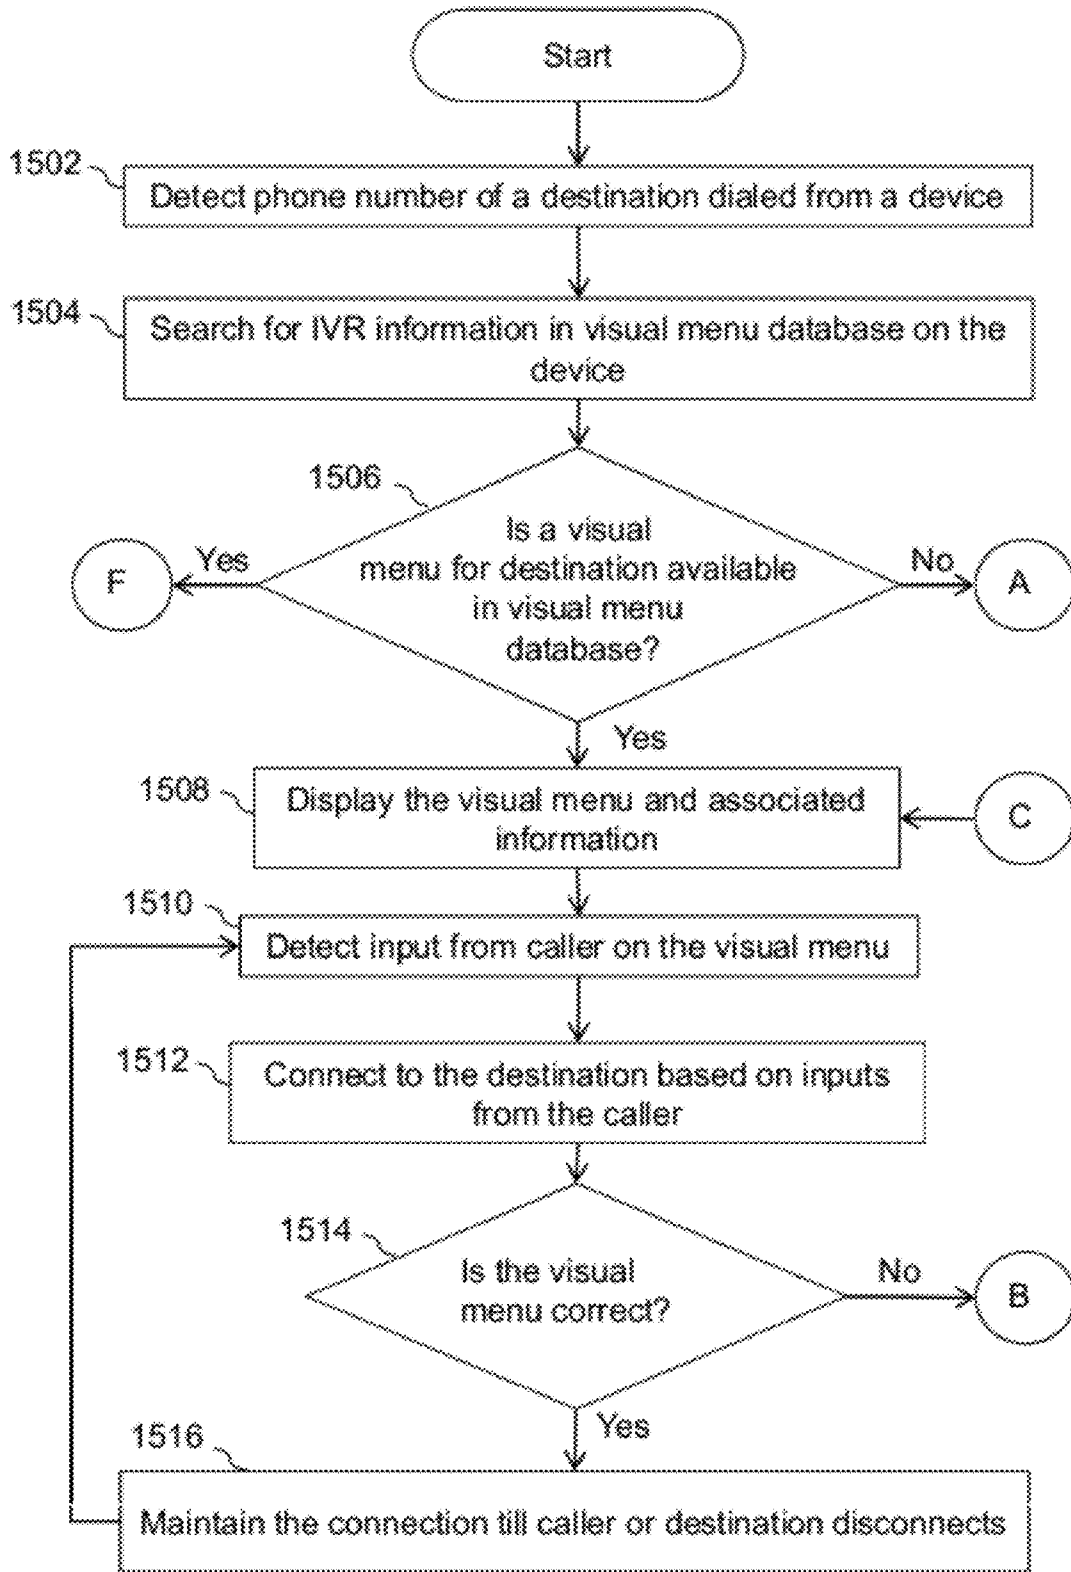 Start
1502
Detect phone number of a destination dialed from a device
1504
Search for IVR information in visual menu database on the
device
1506
Is a visual
menu for destination available
in visual menu
database?
Yes
F
No
A
Yes
1508
Display the visual menu and associated
information
C
1510
Detect input from caller on the visual menu
1512
Connect to the destination based on inputs
from the caller
1514
Is the visual
menu correct?
No
B
Yes
1516
Maintain the connection till caller or destination disconnects